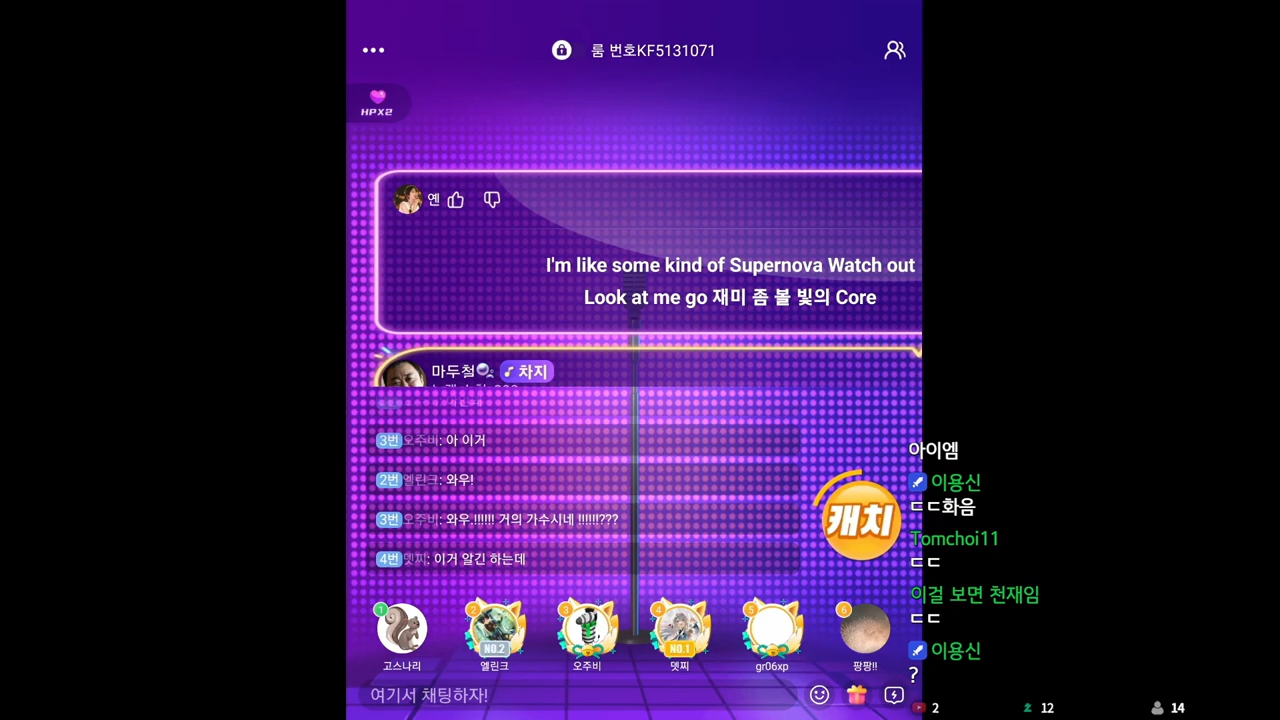 룸 번호KF5131071
HPX2
옌
I'm like some kind of Supernova Watch out
Look at me go 재미 좀 볼 빛의 Core
마두철
차지
3번 오주비: 아 이거
2번 엘린크: 와우!
3번 오주비: 와우.!!!!!! 거의 가수시네 !!!!!!???
4번 뎃찌: 이거 알긴 하는데
캐치
아이엠
이용신
ㄷㄷ화음
Tomchoi11
ㄷㄷ
이걸 보면 천재임
ㄷㄷ
이용신
?
1 2 3 4 5 6
NO.2 NO.1
고스나리 엘린크 오주비 뎃찌 gr06xp 팡팡!!
여기서 채팅하자!
2 12 14